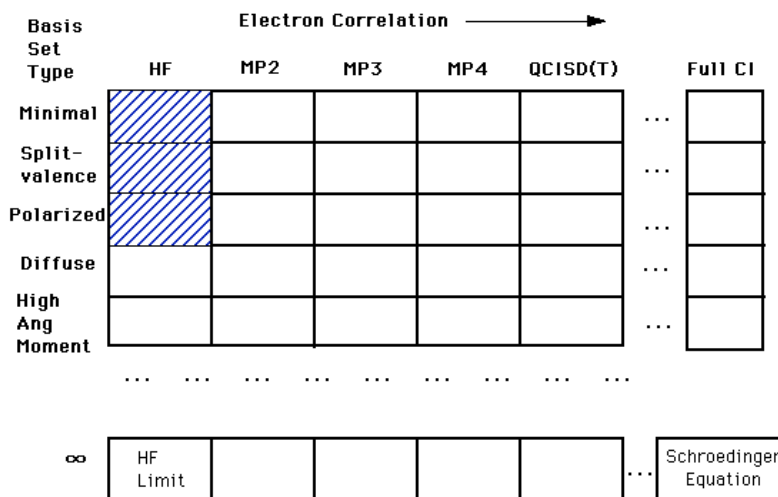 Electron Correlation
Basis
Set
Type
HF MP2 MP3 MP4 QCISD(T) Full CI
Minimal ...
Split-
valence ...
Polarized ...
Diffuse ...
High
Ang
Moment ...
... ... ... ... ... ... ... ... ...
∞ HF
Limit ... Schroedinger
Equation